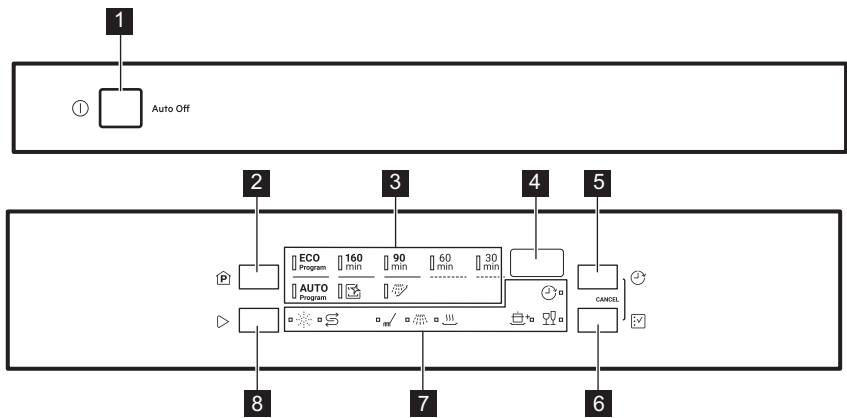 1
Auto Off
2 3 4 5
ECO 160 90 60 30
Program min min min min
AUTO
Program
P
CANCEL
8 7 6